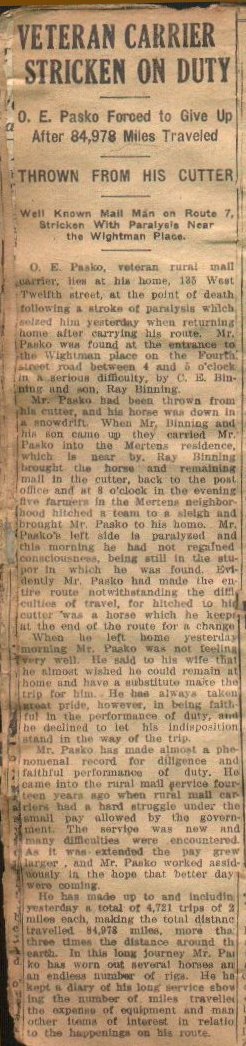 VETERAN CARRIER
STRICKEN ON DUTY
O. E. Pasko Forced to Give Up
After 84,978 Miles Traveled
THROWN FROM HIS CUTTER
Well Known Mail Man on Route 7,
Stricken With Paralysis Near
the Wightman Place.
O. E. Pasko, veteran rural mail
carrier, lies at his home, 135 West
Twelfth street, at the point of death
following a stroke of paralysis which
seized him yesterday when returning
home after carrying his route. Mr.
Pasko was found at the entrance to
the Wightman place on the Fourth
street road between 4 and 5 o'clock
in a serious difficulty, by C. E. Bin-
ning and son, Ray Binning.
Mr. Pasko had been thrown from
his cutter, and his horse was down in
a snowdrift. When Mr. Binning and
his son came up they carried Mr.
Pasko into the Mertens residence,
which is near by. Ray Binning
brought the horse and remaining
mail in the cutter, back to the post
office and at 8 o'clock in the evening
five farmers in the Mertens neighbor-
hood hitched a team to a sleigh and
brought Mr. Pasko to his home. Mr.
Pasko's left side is paralyzed and
this morning he had not regained
consciousness, being still in the stu-
por in which he was found. Evi-
dently Mr. Pasko had made the en-
tire route notwithstanding the diffi
culties of travel, for hitched to his
cutter was a horse which he keeps
at the end of the route for a change
When he left home yesterday
morning Mr. Pasko was not feeling
very well. He said to his wife that
he almost wished he could remain at
home and have a substitute make the
trip for him. He has always taken
great pride, however, in being faith-
ful in the performance of duty, and
he declined to let his indisposition
stand in the way of the trip.
Mr. Pasko has made almost a phe-
nomenal record for diligence and
faithful performance of duty. He
came into the rural mail service four-
teen years ago when rural mail car-
riers had a hard struggle under the
small pay allowed by the govern-
ment. The service was new and
many difficulties were encountered.
As it was extended the pay grew
larger, and Mr. Pasko worked assid-
uously in the hope that better day
were coming.
He has made up to and includin
yesterday a total of 4,721 trips of 2
miles each, making the total distanc
travelled 84,978 miles, more tha
three times the distance around th
earth. In this long journey Mr. Pas
ko has worn out several horses an
an endless number of rigs. He ha
kept a diary of his long service show
ing the number of miles travelled
the expense of equipment and man
other items of interest in relatio
to the happenings on his route.